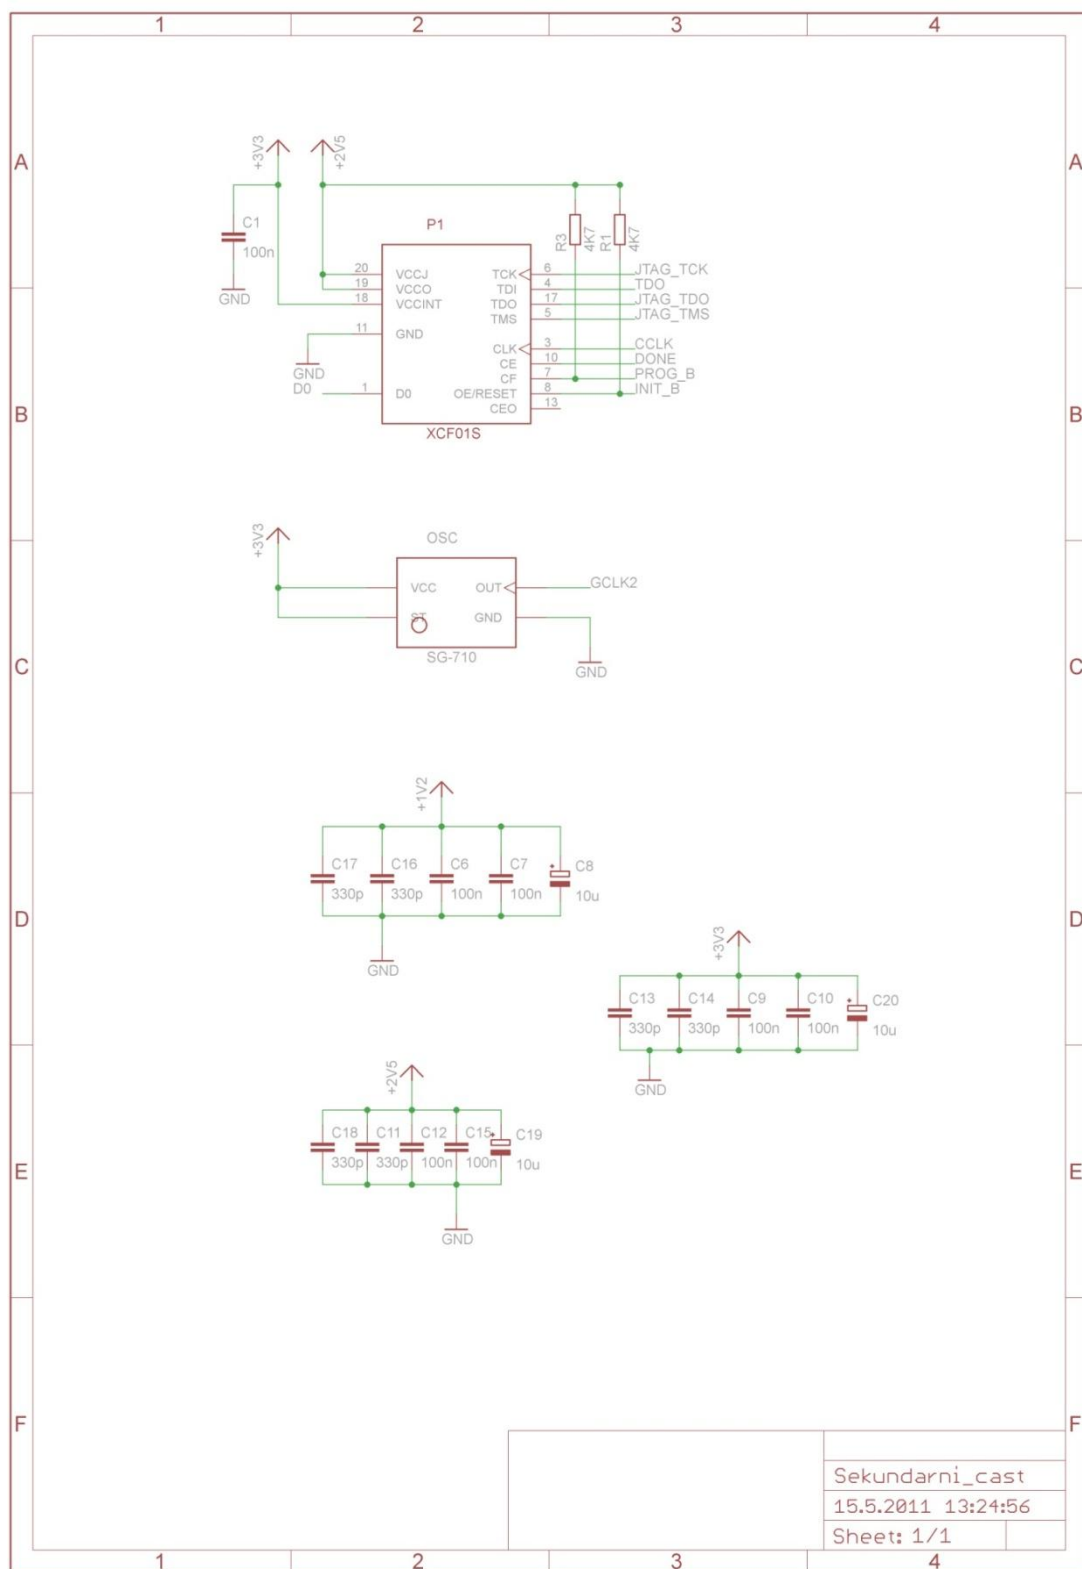 1 2 3 4
A A
+3V3 +2V5
C1
100n
GND
P1
R3 4K7 R1 4K7
20 VCCJ TCK 6 JTAG_TCK
19 VCCO TDI 4 TDO
18 VCCINT TDO 17 JTAG_TDO
TMS 5 JTAG_TMS
11 GND
CLK 3 CCLK
GND CE 10 DONE
CF 7 PROG_B
D0 1 D0 OE/RESET 8 INIT_B
CEO 13
B B
XCF01S
+3V3
OSC
VCC OUT GCLK2
ST GND
SG-710
GND
C C
+1V2
C17 C16 C6 C7 C8
330p 330p 100n 100n 10u
GND
D D
+3V3
C13 C14 C9 C10 C20
330p 330p 100n 100n 10u
GND
+2V5
C18 C11 C12 C15 C19
330p 330p 100n 100n 10u
GND
E E
F F
Sekundarni_cast
15.5.2011 13:24:56
Sheet: 1/1
1 2 3 4